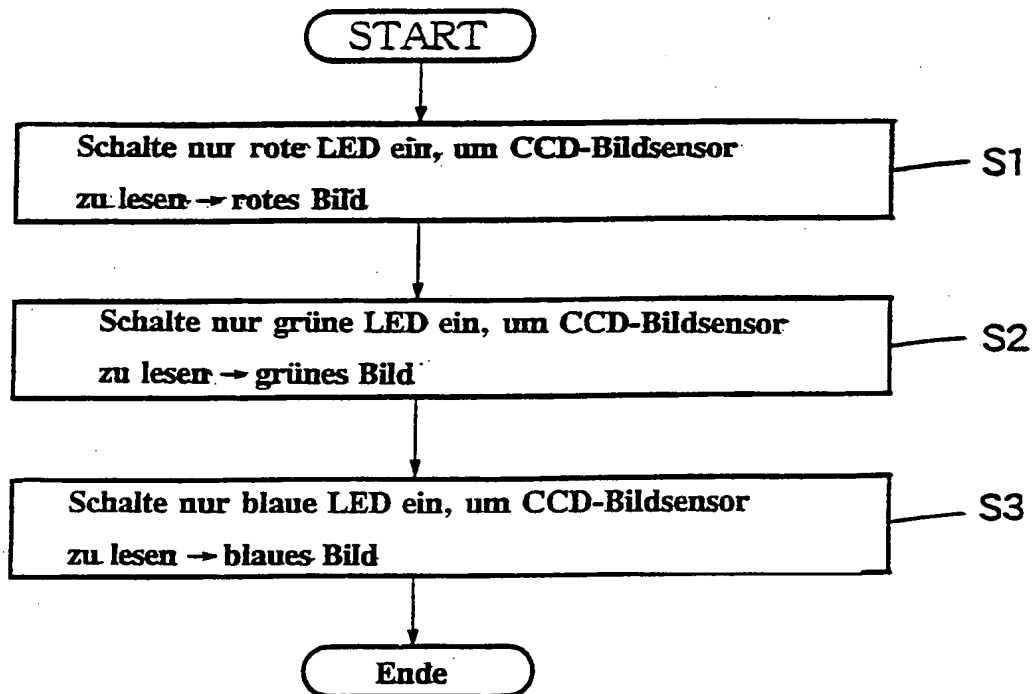 START
Schalte nur rote LED ein, um CCD-Bildsensor
zu lesen → rotes Bild
S1
Schalte nur grüne LED ein, um CCD-Bildsensor
zu lesen → grünes Bild
S2
Schalte nur blaue LED ein, um CCD-Bildsensor
zu lesen → blaues Bild
S3
Ende